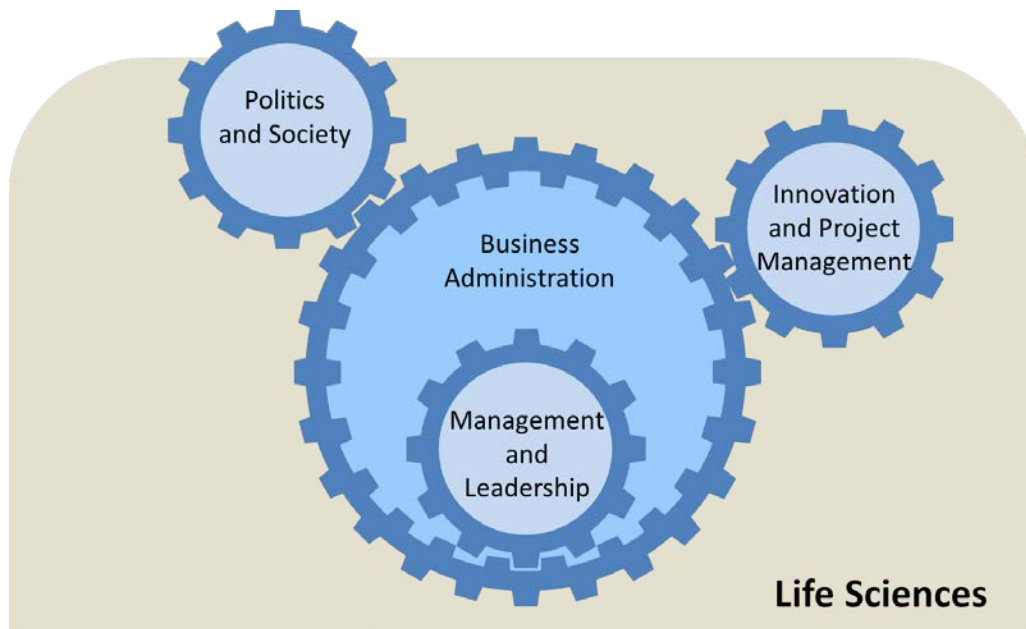 Politics
and Society
Innovation
and Project
Management
Business
Administration
Management
and
Leadership
Life Sciences